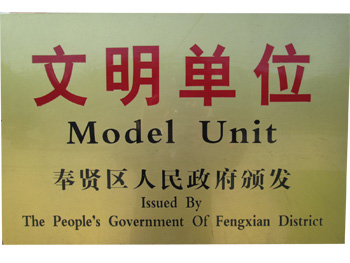 文明单位
Model Unit
奉贤区人民政府颁发
Issued By
The People's Government Of Fengxian District